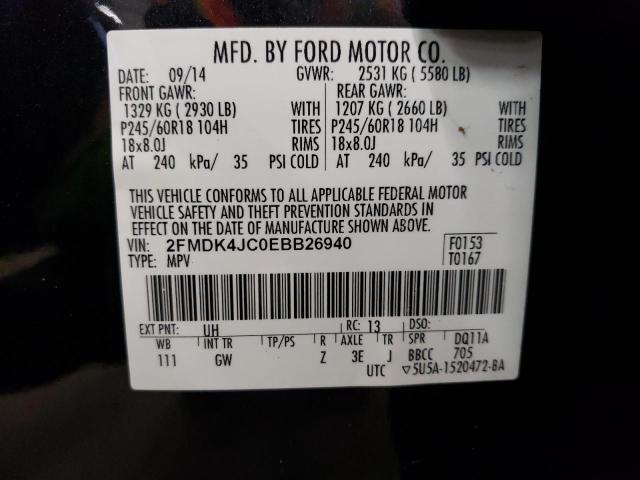 MFD. BY FORD MOTOR CO.
DATE: 09/14 GVWR: 2531 KG ( 5580 LB)
FRONT GAWR: REAR GAWR:
1329 KG ( 2930 LB) WITH 1207 KG ( 2660 LB) WITH
P245/60R18 104H TIRES P245/60R18 104H TIRES
18x8.0J RIMS 18x8.0J RIMS
AT 240 kPa/ 35 PSI COLD AT 240 kPa/ 35 PSI COLD
THIS VEHICLE CONFORMS TO ALL APPLICABLE FEDERAL MOTOR
VEHICLE SAFETY AND THEFT PREVENTION STANDARDS IN
EFFECT ON THE DATE OF MANUFACTURE SHOWN ABOVE.
VIN: 2FMDK4JC0EBB26940 F0153
TYPE: MPV T0167
EXT PNT: UH RC: 13 DSO:
WB INT TR TP/PS R AXLE TR SPR DQ11A
111 GW Z 3E J BBCC 705
UTC ▽5U5A-1520472-BA